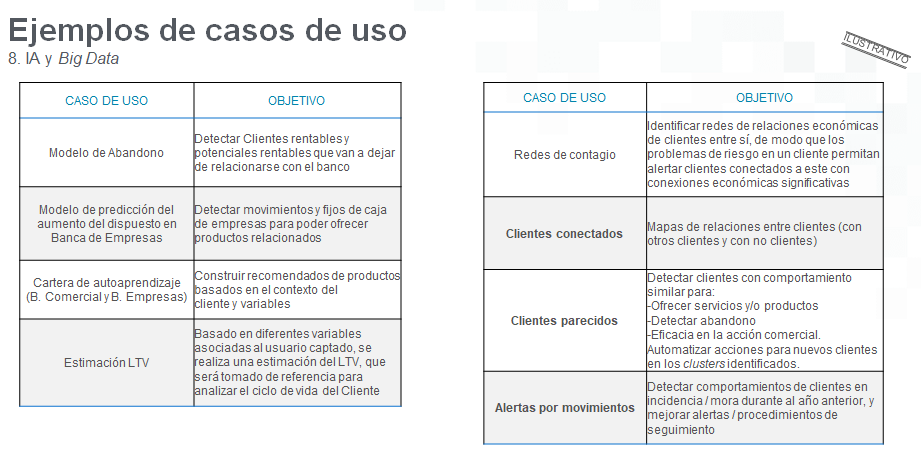 Ejemplos de casos de uso
8. IA y Big Data
ILUSTRATIVO
CASO DE USO
OBJETIVO
Modelo de Abandono
Detectar Clientes rentables y
potenciales rentables que van a dejar
de relacionarse con el banco
Modelo de predicción del
aumento del dispuesto en
Banca de Empresas
Detectar movimientos y fijos de caja
de empresas para poder ofrecer
productos relacionados
Cartera de autoaprendizaje
(B. Comercial y B. Empresas)
Construir recomendados de productos
basados en el contexto del
cliente y variables
Estimación LTV
Basado en diferentes variables
asociadas al usuario captado, se
realiza una estimación del LTV, que
será tomado de referencia para
analizar el ciclo de vida del Cliente
CASO DE USO
OBJETIVO
Redes de contagio
Identificar redes de relaciones económicas
de clientes entre sí, de modo que los
problemas de riesgo en un cliente permitan
alertar clientes conectados a este con
conexiones económicas significativas
Clientes conectados
Mapas de relaciones entre clientes (con
otros clientes y con no clientes)
Clientes parecidos
Detectar clientes con comportamiento
similar para:
-Ofrecer servicios y/o productos
-Detectar abandono
-Eficacia en la acción comercial.
Automatizar acciones para nuevos clientes
en los clusters identificados.
Alertas por movimientos
Detectar comportamientos de clientes en
incidencia / mora durante al año anterior, y
mejorar alertas / procedimientos de
seguimiento